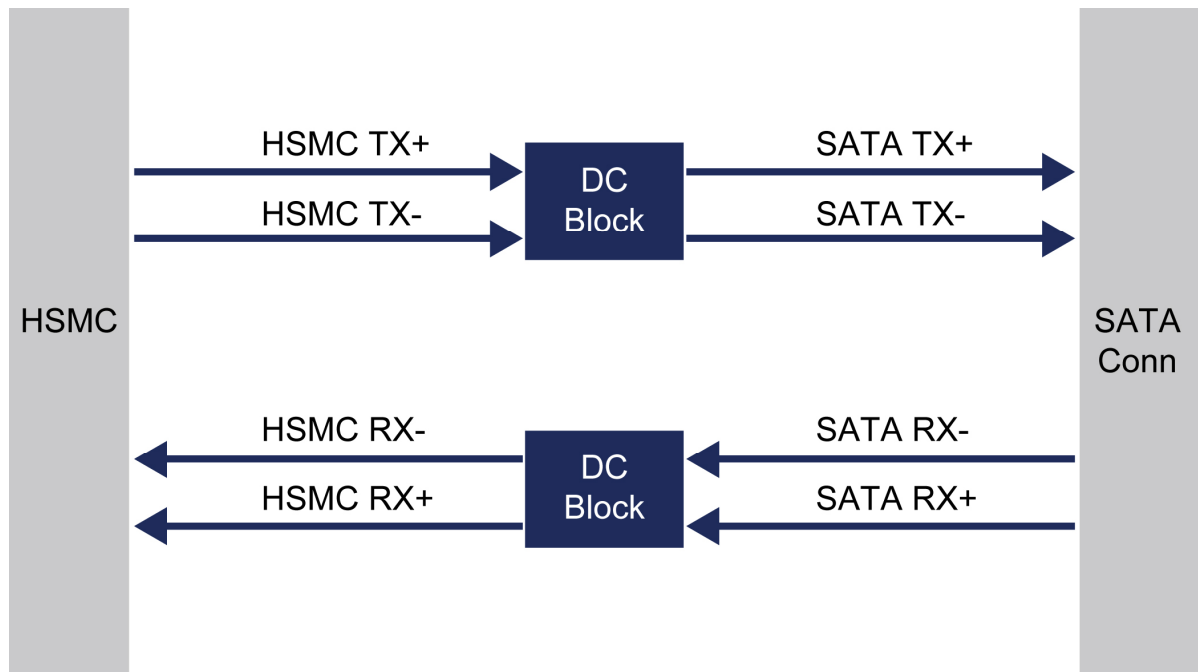 HSMC TX+
SATA TX+
DC
Block
HSMC TX-
SATA TX-
HSMC
SATA
Conn
HSMC RX-
SATA RX-
DC
Block
HSMC RX+
SATA RX+